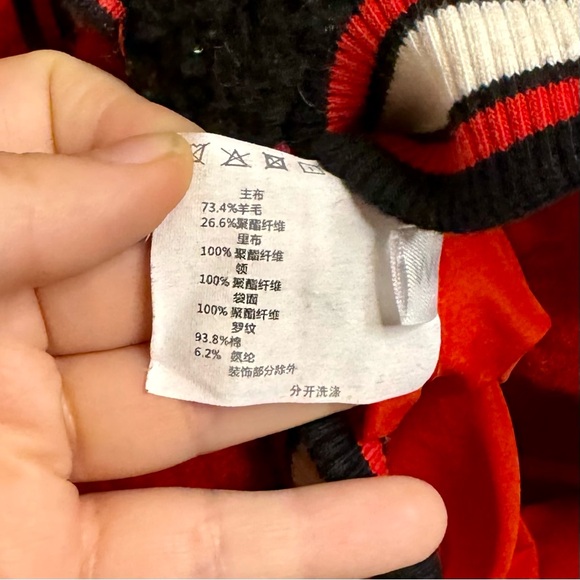 主布
73.4%羊毛
26.6%聚酯纤维
里布
100%聚酯纤维
领
100%聚酯纤维
袋面
100%聚酯纤维
罗纹
93.8%棉
6.2% 氨纶
装饰部分除外
分开洗涤